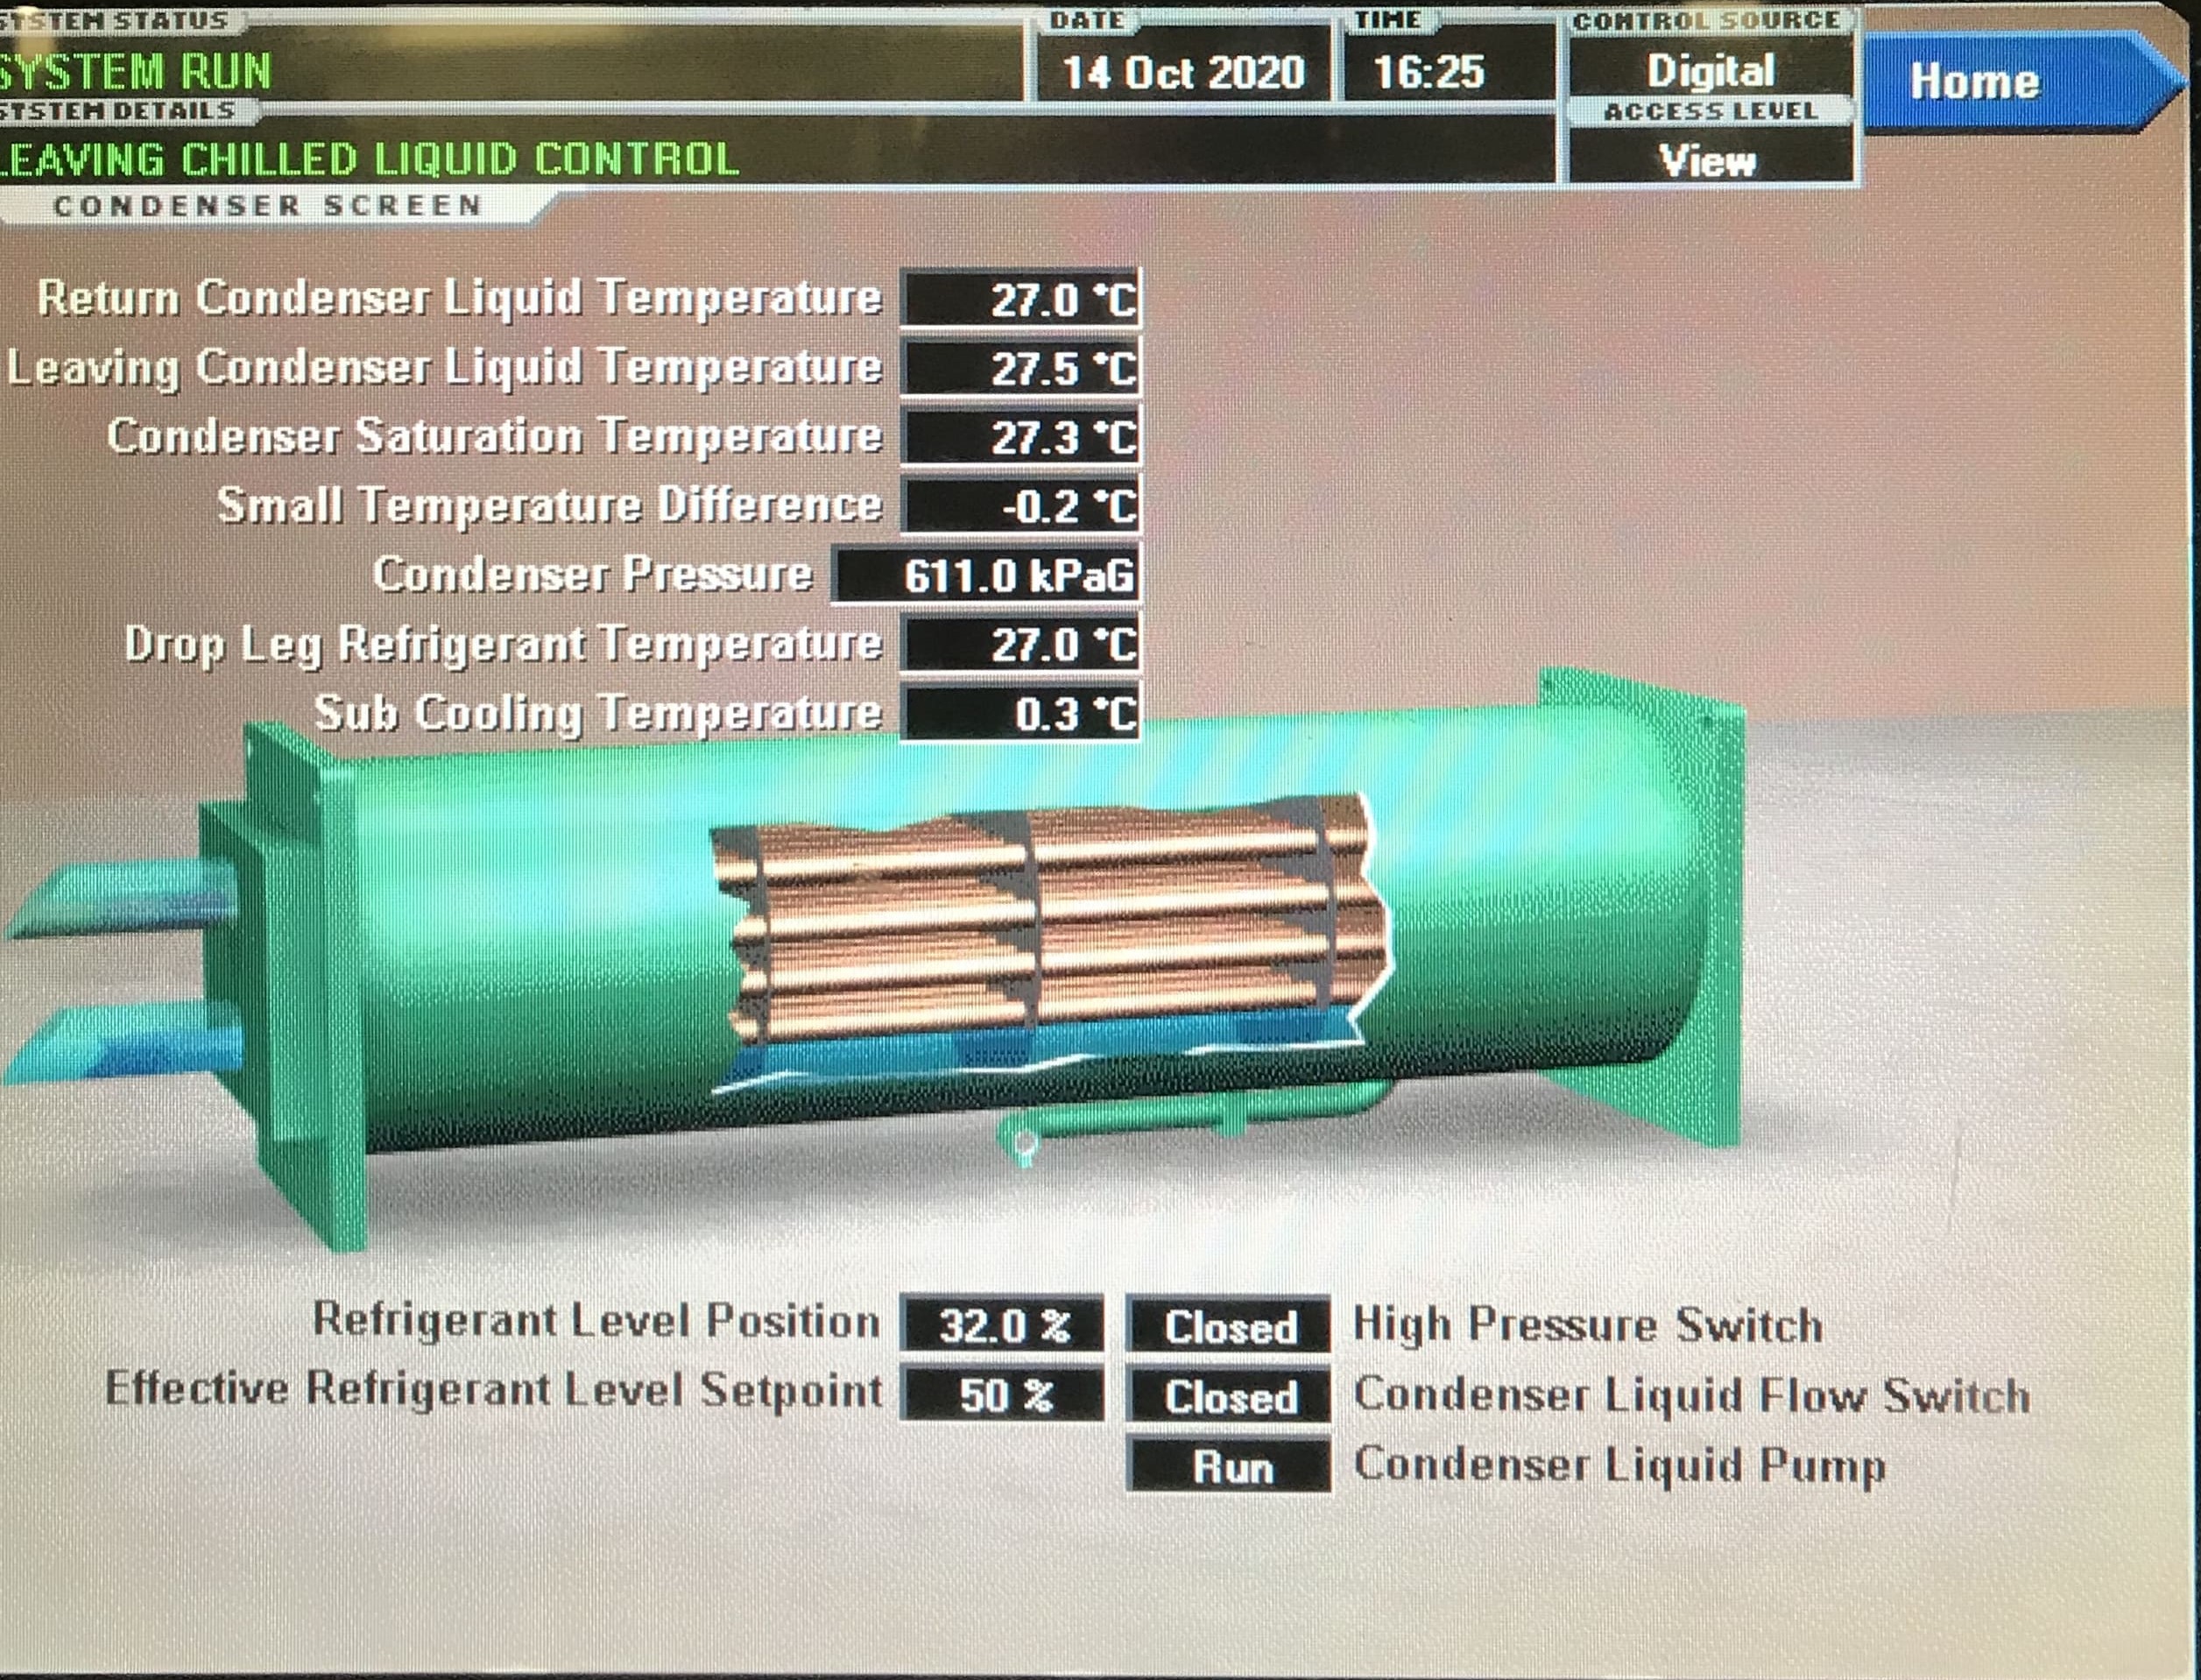 SYSTEM STATUS
SYSTEM RUN
DATE
14 Oct 2020
TIME
16:25
CONTROL SOURCE
Digital
Home
SYSTEM DETAILS
LEAVING CHILLED LIQUID CONTROL
ACCESS LEVEL
View
CONDENSER SCREEN
Return Condenser Liquid Temperature 27.0 °C
Leaving Condenser Liquid Temperature 27.5 °C
Condenser Saturation Temperature 27.3 °C
Small Temperature Difference -0.2 °C
Condenser Pressure 611.0 kPaG
Drop Leg Refrigerant Temperature 27.0 °C
Sub Cooling Temperature 0.3 °C
Refrigerant Level Position 32.0 % Closed High Pressure Switch
Effective Refrigerant Level Setpoint 50 % Closed Condenser Liquid Flow Switch
Run Condenser Liquid Pump